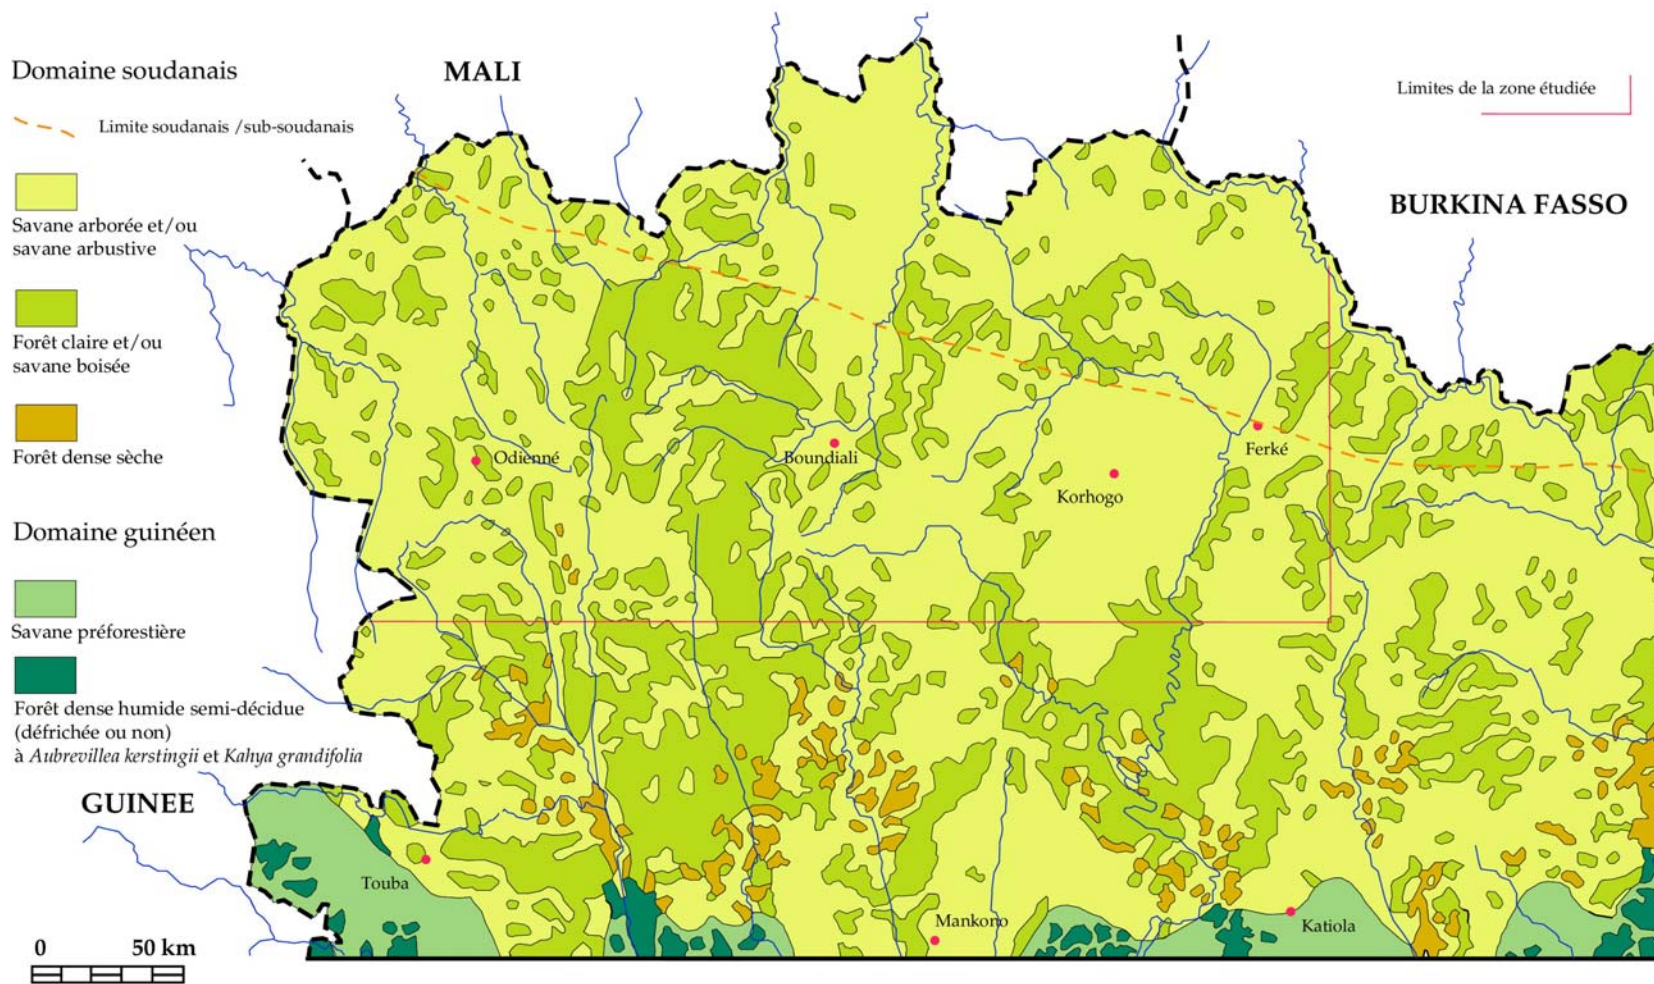 Domaine soudanais
Limite soudanais /sub-soudanais
Savane arborée et/ou
savane arbustive
Forêt claire et/ou
savane boisée
Forêt dense sèche
Domaine guinéen
Savane préforestière
Forêt dense humide semi-décidue
(défrichée ou non)
à Aubrevillea kerstingii et Kahya grandifolia
MALI
Limites de la zone étudiée
BURKINA FASSO
Odienné
Boundiali
Ferké
Korhogo
GUINEE
Touba
Mankono
Katiola
0 50 km